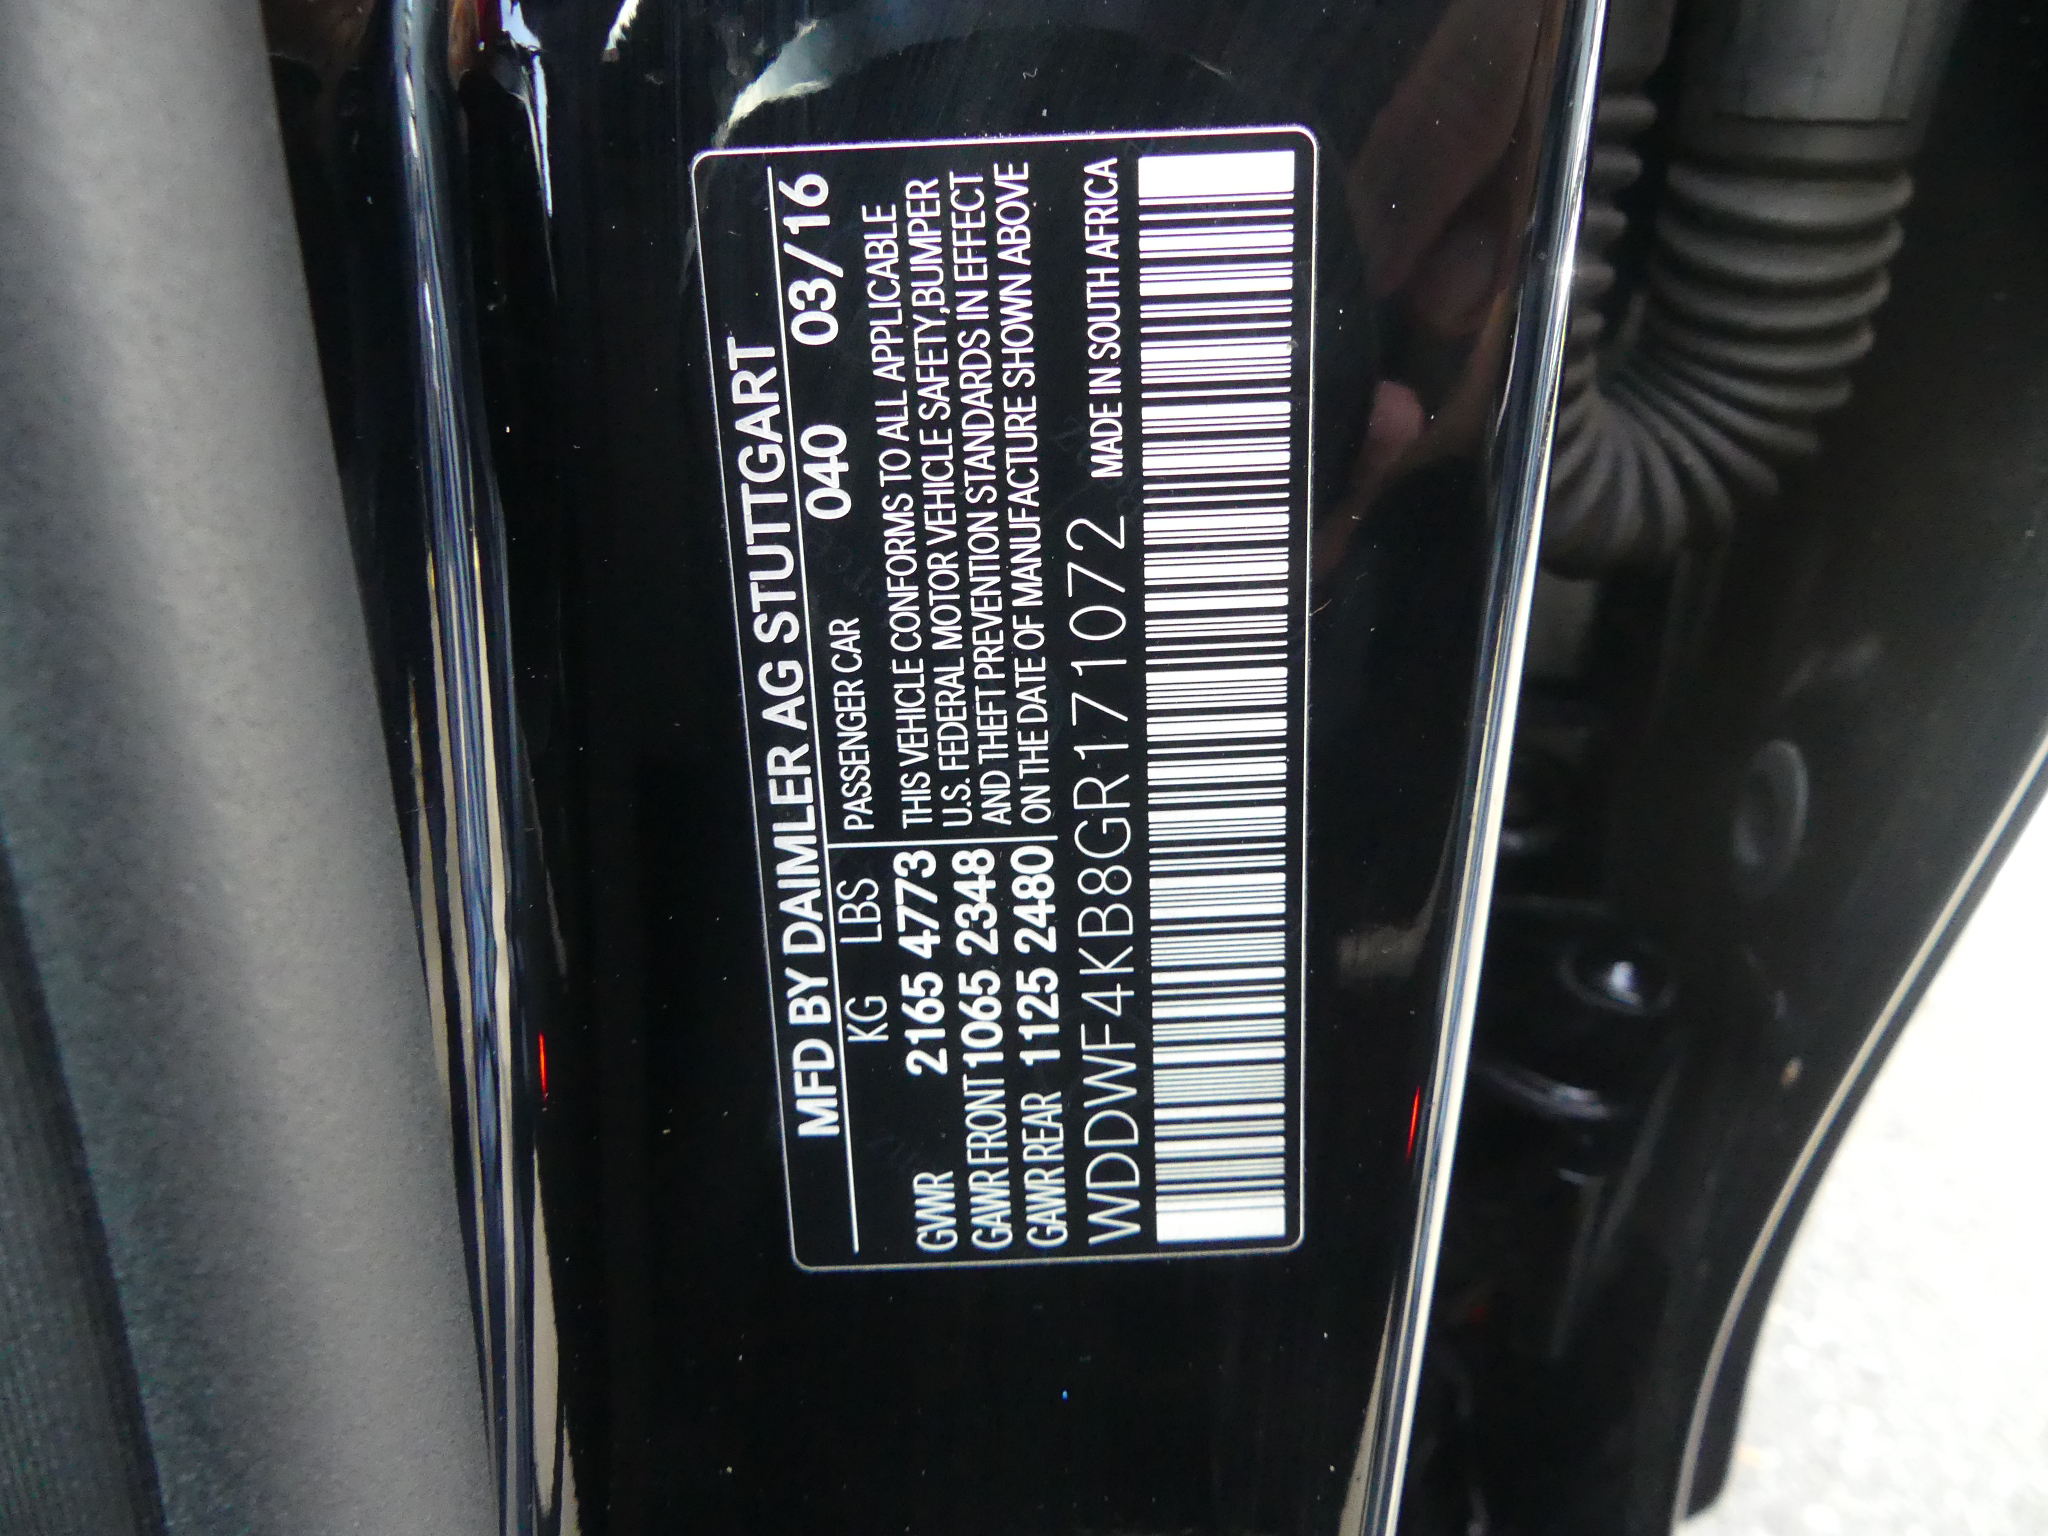 MFD BY DAIMLER AG STUTTGART
KG LBS PASSENGER CAR 040 03/16
GVWR 2165 4773 THIS VEHICLE CONFORMS TO ALL APPLICABLE
U.S. FEDERAL MOTOR VEHICLE SAFETY,BUMPER
GAWR FRONT 1065 2348 AND THEFT PREVENTION STANDARDS IN EFFECT
GAWR REAR 1125 2480 ON THE DATE OF MANUFACTURE SHOWN ABOVE
WDDWF4KB8GR171072 MADE IN SOUTH AFRICA